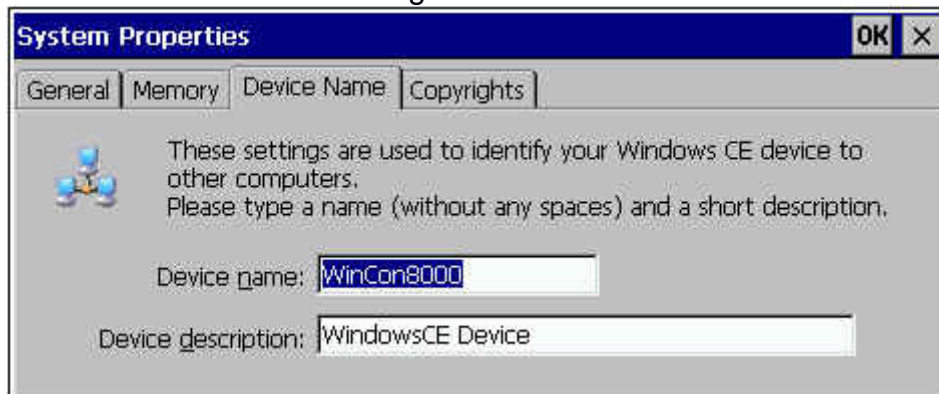 System Properties OK ×
General Memory Device Name Copyrights
These settings are used to identify your Windows CE device to
other computers.
Please type a name (without any spaces) and a short description.
Device name: WinCon8000
Device description: WindowsCE Device